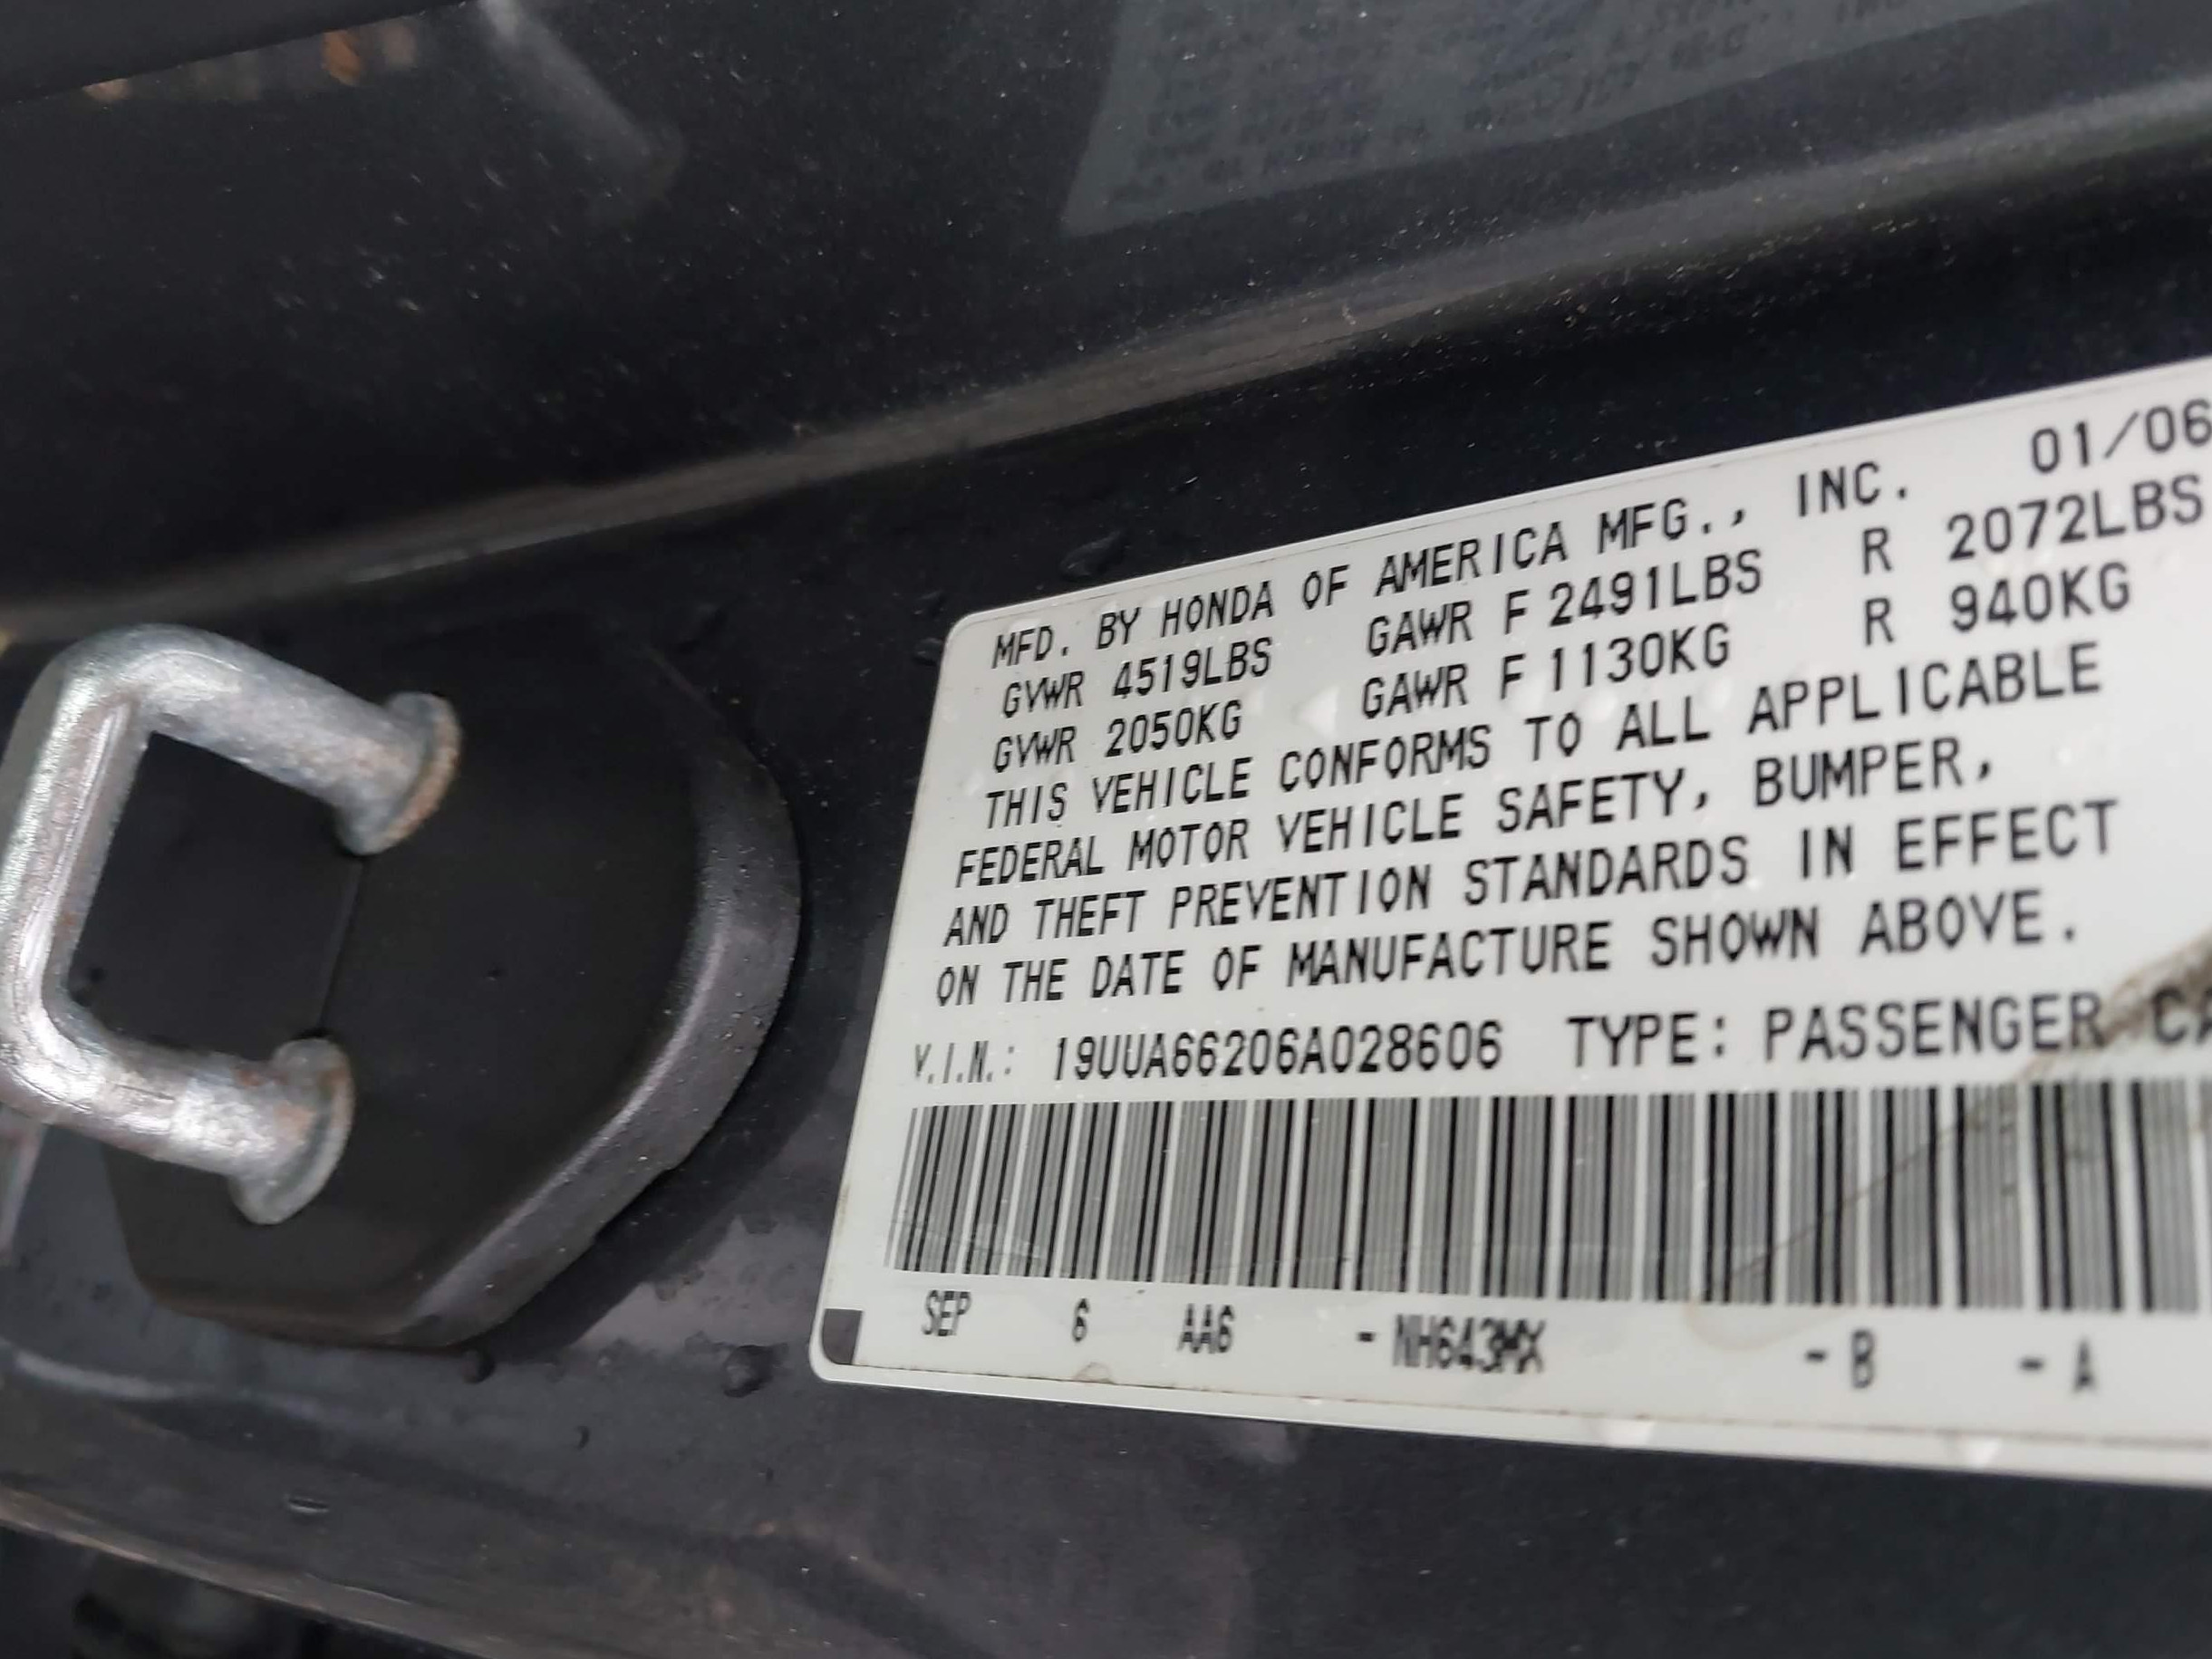 MFD. BY HONDA OF AMERICA MFG., INC. 01/06
GVWR 4519LBS GAWR F 2491LBS R 2072LBS
GVWR 2050KG GAWR F 1130KG R 940KG
THIS VEHICLE CONFORMS TO ALL APPLICABLE
FEDERAL MOTOR VEHICLE SAFETY, BUMPER,
AND THEFT PREVENTION STANDARDS IN EFFECT
ON THE DATE OF MANUFACTURE SHOWN ABOVE.
V.I.N.: 19UUA66206A028606 TYPE: PASSENGER CA
SEP 6 AA6 - NH643MX - B - A